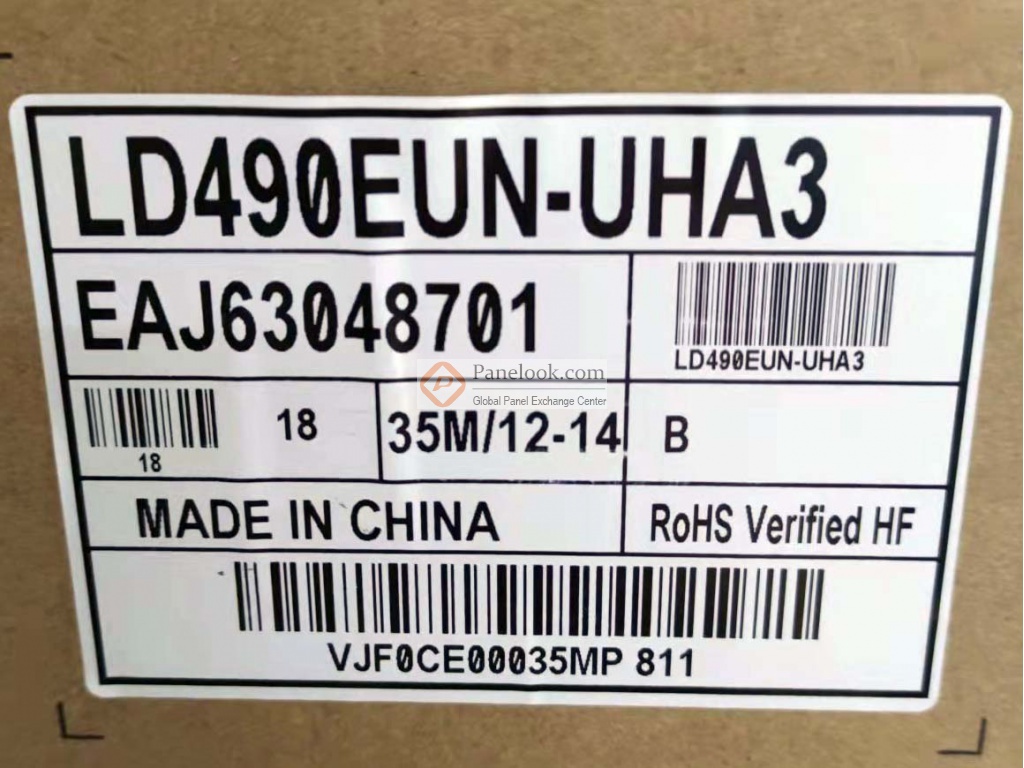 LD490EUN-UHA3
EAJ63048701
LD490EUN-UHA3
Panelook.com
Global Panel Exchange Center
18
18
35M/12-14
B
MADE IN CHINA
RoHS Verified HF
VJF0CE00035MP 811